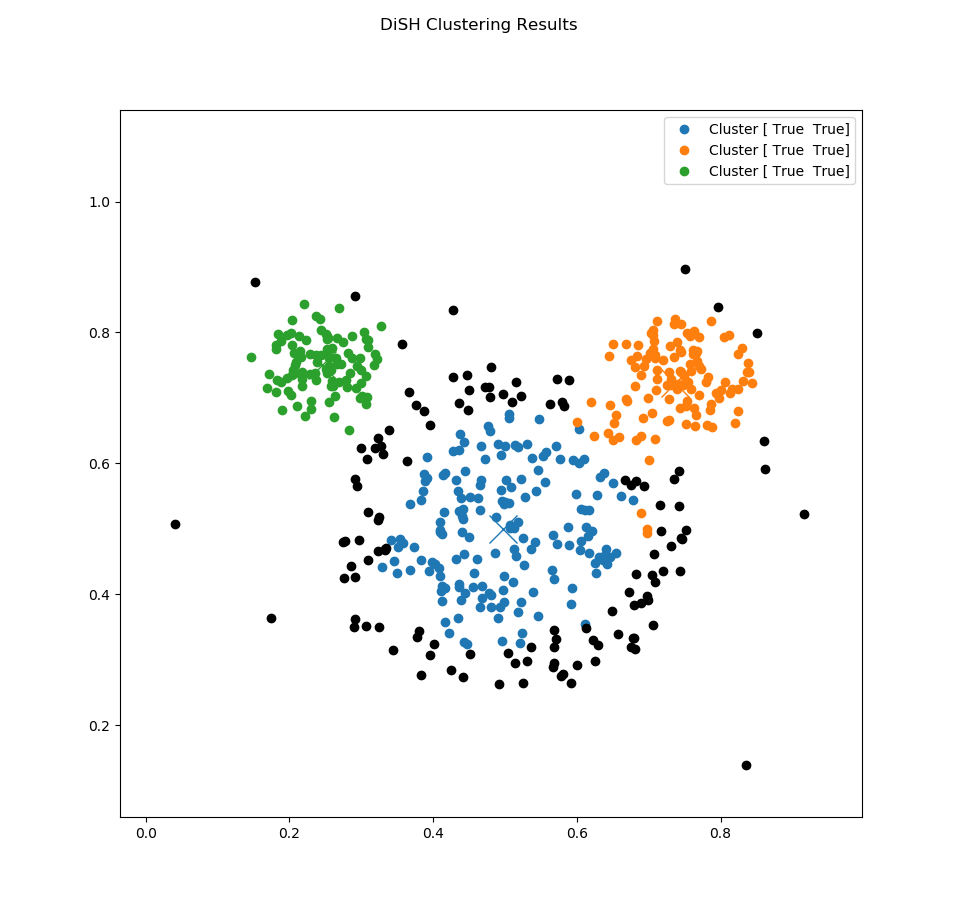 DiSH Clustering Results
Cluster [ True  True]
Cluster [ True  True]
Cluster [ True  True]
1.0
0.8
0.6
0.4
0.2
0.0 0.2 0.4 0.6 0.8